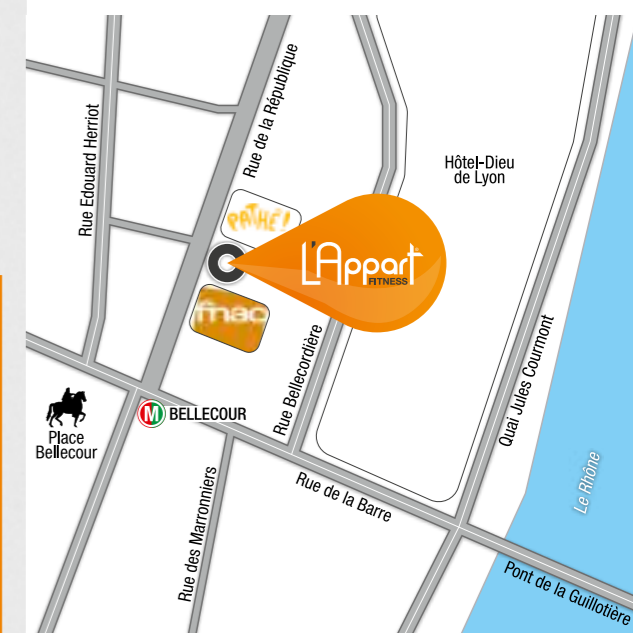 Rue de la République
Rue Edouard Herriot
Hôtel-Dieu
de Lyon
PATHE!
L'Appart
FITNESS
fnac
Rue Bellecordière
Quai Jules Courmont
M BELLECOUR
Place
Bellecour
Rue des Marronniers
Rue de la Barre
Le Rhône
Pont de la Guillotière